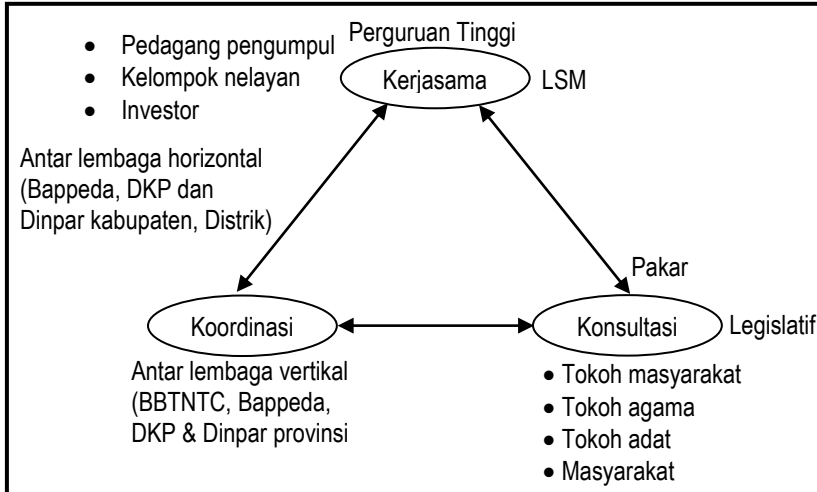 Perguruan Tinggi
• Pedagang pengumpul
• Kelompok nelayan
• Investor
Kerjasama
LSM
Antar lembaga horizontal
(Bappeda, DKP dan
Dinpar kabupaten, Distrik)
Pakar
Koordinasi
Konsultasi
Legislatif
Antar lembaga vertikal
(BBTNTC, Bappeda,
DKP & Dinpar provinsi
• Tokoh masyarakat
• Tokoh agama
• Tokoh adat
• Masyarakat